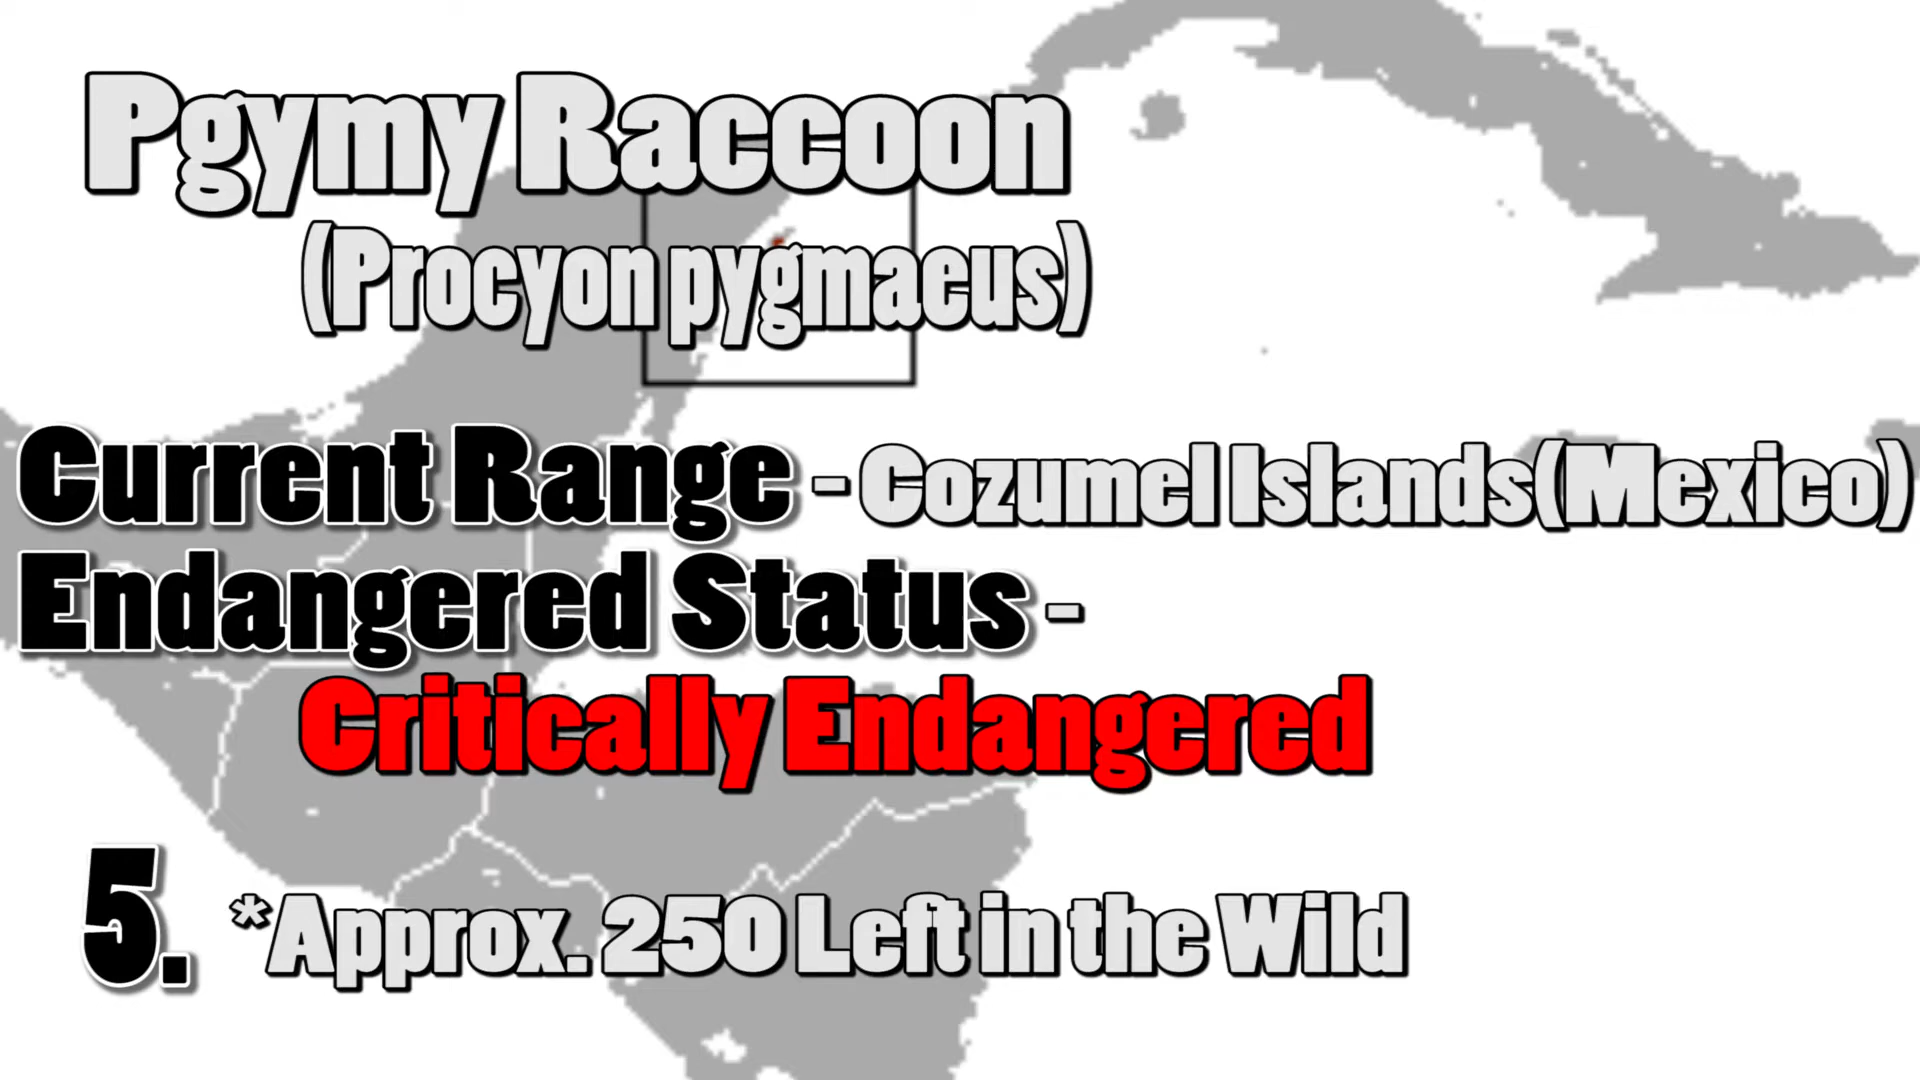 Pgymy Raccoon
(Procyon pygmaeus)
Current Range - Cozumel Islands(Mexico)
Endangered Status -
Critically Endangered
5. *Approx. 250 Left in the Wild